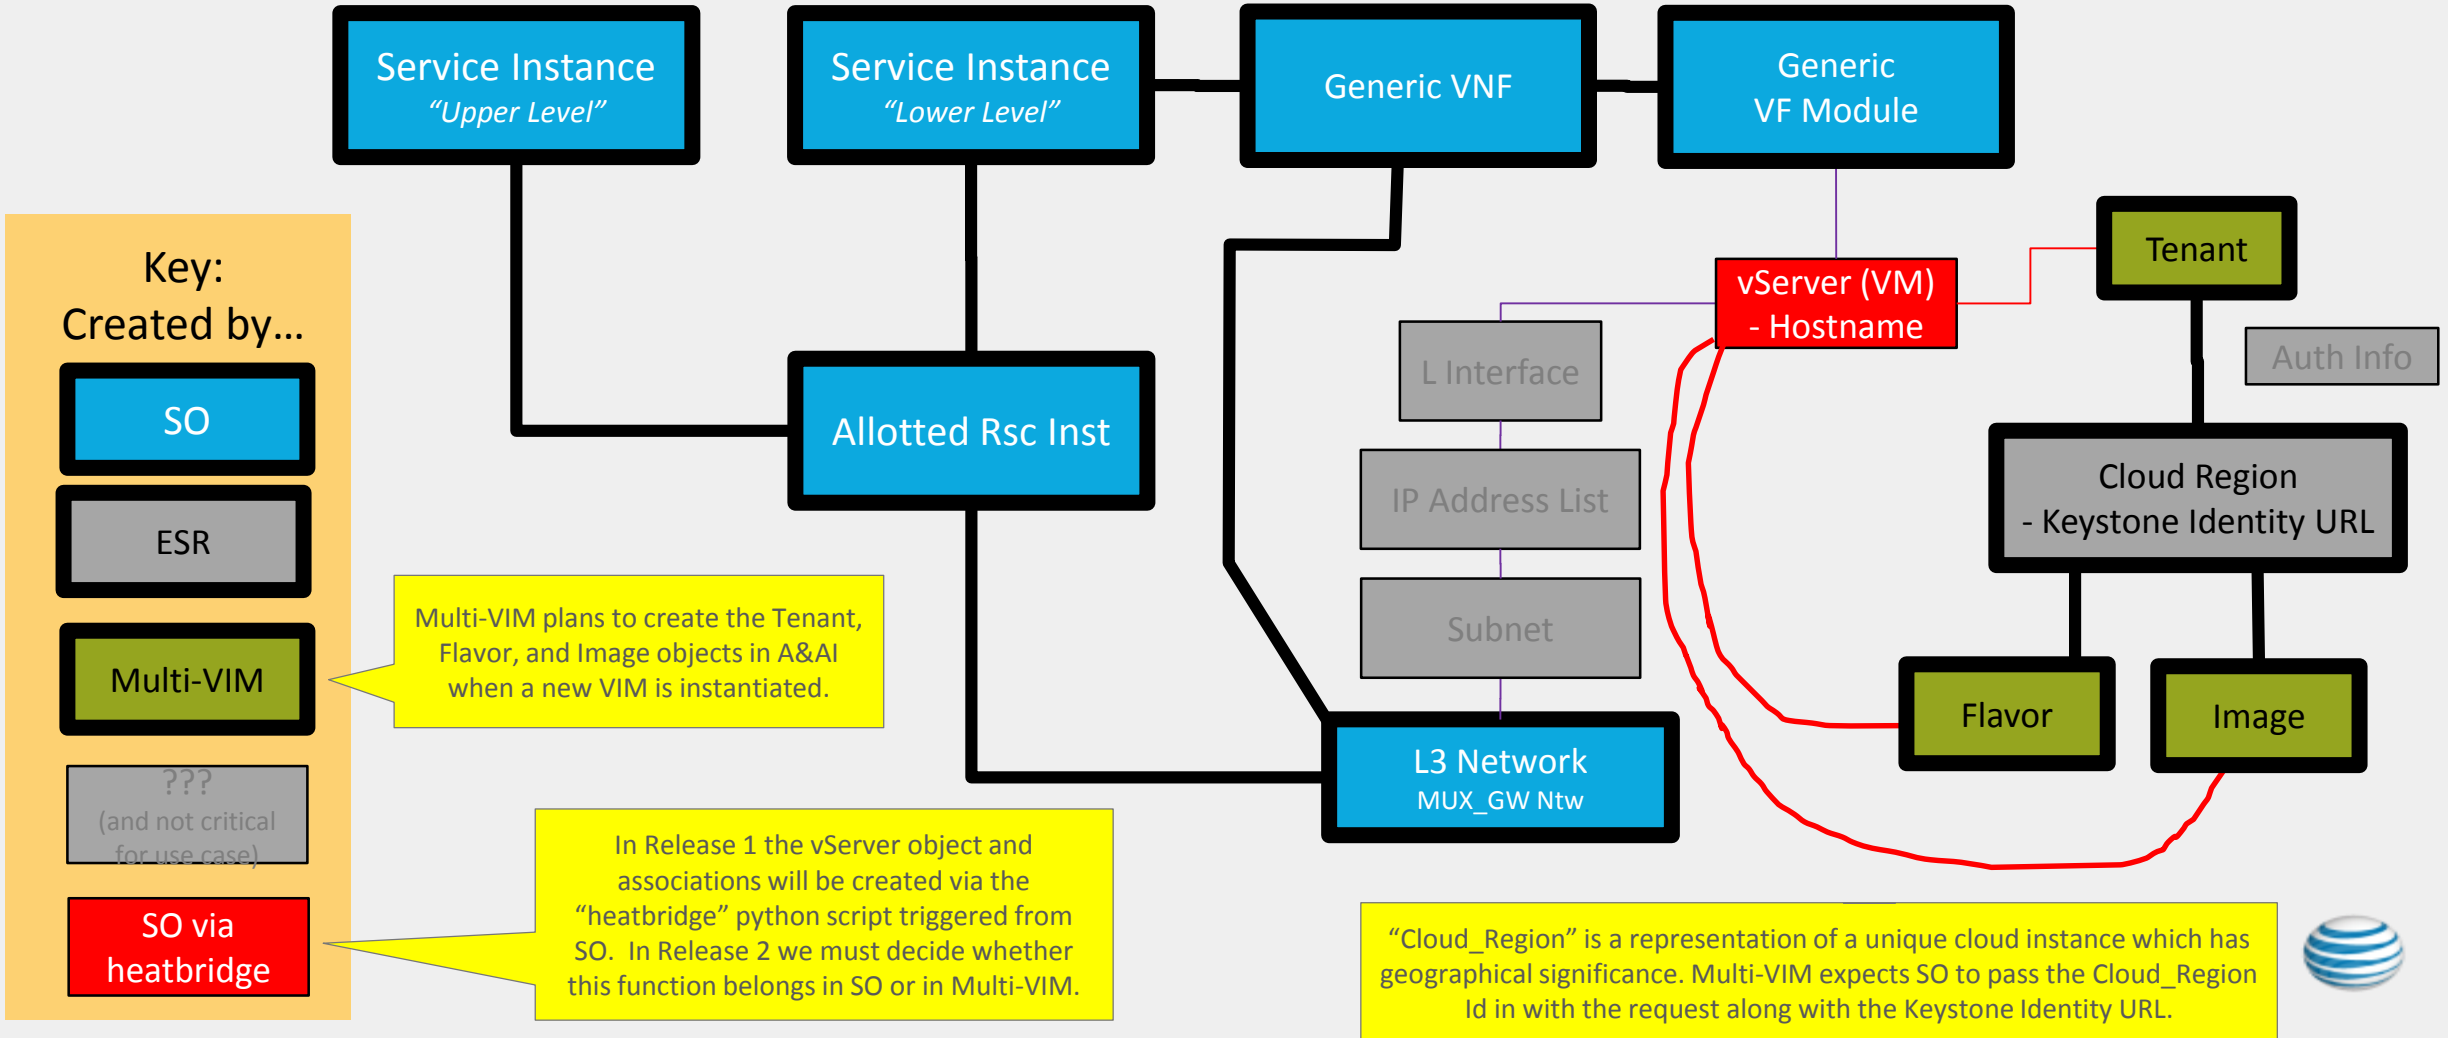 Service Instance
“Upper Level”
Service Instance
“Lower Level”
Generic VNF
Generic
VF Module
Key:
Created by...
SO
ESR
Multi-VIM
???
(and not critical
for use case)
SO via
heatbridge
Multi-VIM plans to create the Tenant,
Flavor, and Image objects in A&AI
when a new VIM is instantiated.
In Release 1 the vServer object and
associations will be created via the
“heatbridge” python script triggered from
SO.  In Release 2 we must decide whether
this function belongs in SO or in Multi-VIM.
Allotted Rsc Inst
vServer (VM)
- Hostname
L Interface
IP Address List
Subnet
L3 Network
MUX_GW Ntw
Tenant
Auth Info
Cloud Region
- Keystone Identity URL
Flavor
Image
“Cloud_Region” is a representation of a unique cloud instance which has
geographical significance. Multi-VIM expects SO to pass the Cloud_Region
Id in with the request along with the Keystone Identity URL.